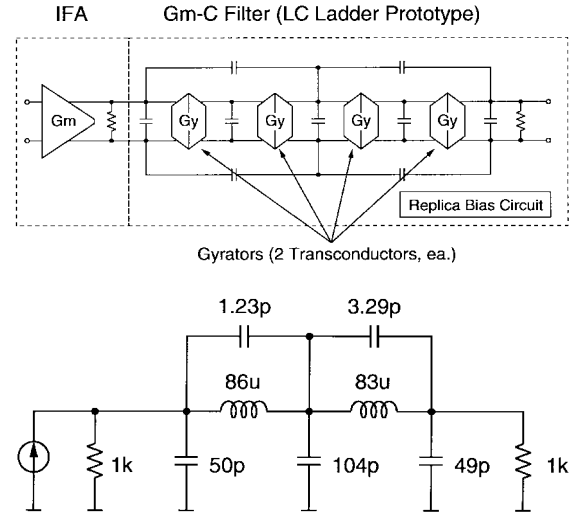 IFA Gm-C Filter (LC Ladder Prototype)
Gm Gy Gy Gy Gy
Replica Bias Circuit
Gyrators (2 Transconductors, ea.)
1.23p 3.29p
86u 83u
1k 50p 104p 49p 1k